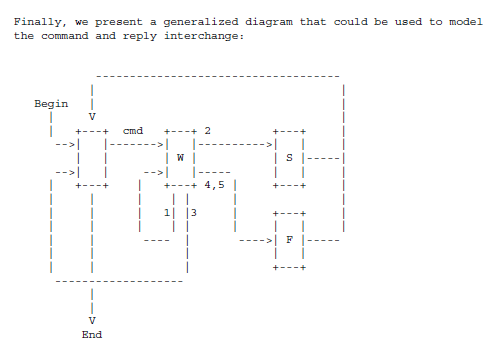 Finally, we present a generalized diagram that could be used to model
the command and reply interchange:
Begin
V
cmd
2
W
S
4,5
1
3
F
V
End